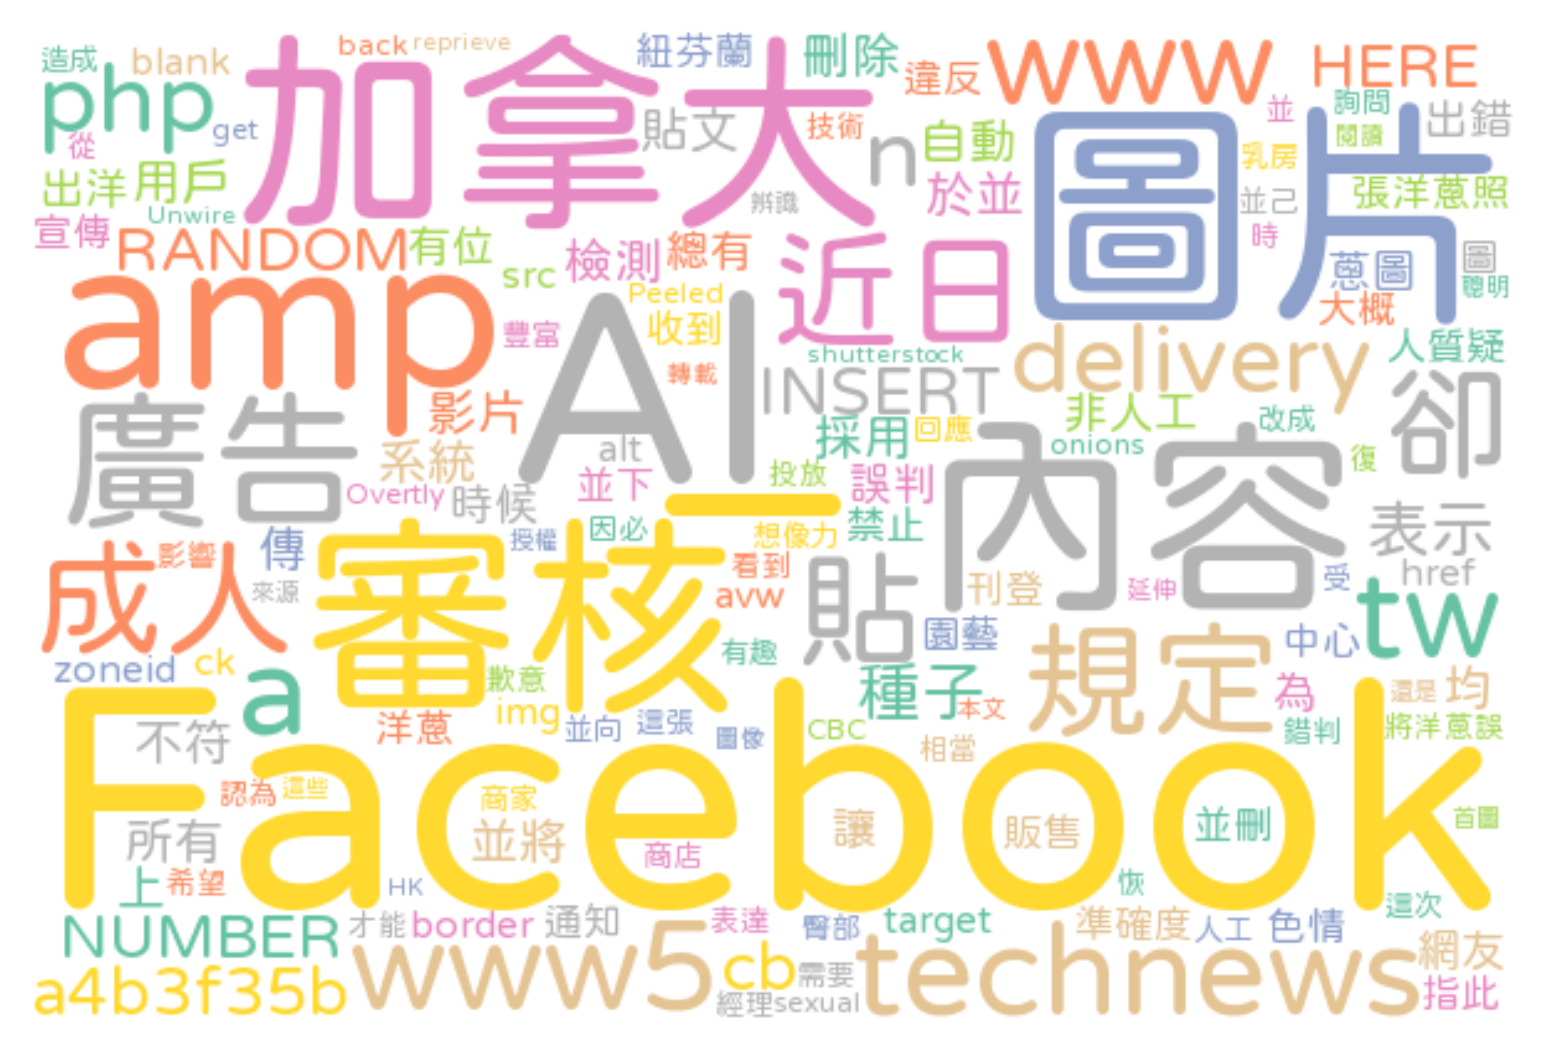 造成 blank back reprieve 紐芬蘭 刪除 違反 www HERE
php 加拿大 貼文 技術 n 自動 並 圖片 詢問 出錯
從 get 閱讀 乳房
出洋 用戶 辨識 於並 並己 張洋蔥照
宣傳 Unwire 時
RANDOM 有位 src 檢測 總有 近日 蔥圖 圖
amp 豐富 AI Peeled 收到 大概 聰明
轉載 shutterstock delivery 人質疑
廣告 影片 INSERT 非人工 改成 卻
系統 alt 採用 回應 onions 復
Overtly 時候 並下 投放 誤判 內容
一 表示
傳 授權 因必 想像力 禁止
成人 影響 審核 看到 貼 刊登 延伸 受 href
來源 avw tw
園藝 中心
zoneid ck a 有趣 種子 規定 為 還是 均
歉意 本文
不符 洋蔥 img 並向 這張 圖像 CBC 相當 錯判 將洋蔥誤
Facebook
認為 這些 商家 首圖
所有 並將 商店 讓 販售 並刪
上 希望 HK 恢 這次
NUMBER 才能 border 通知 表達 臀部 target 準確度 人工 色情
a4b3f35b www5 cb 需要 technews 網友
經理 sexual 指此